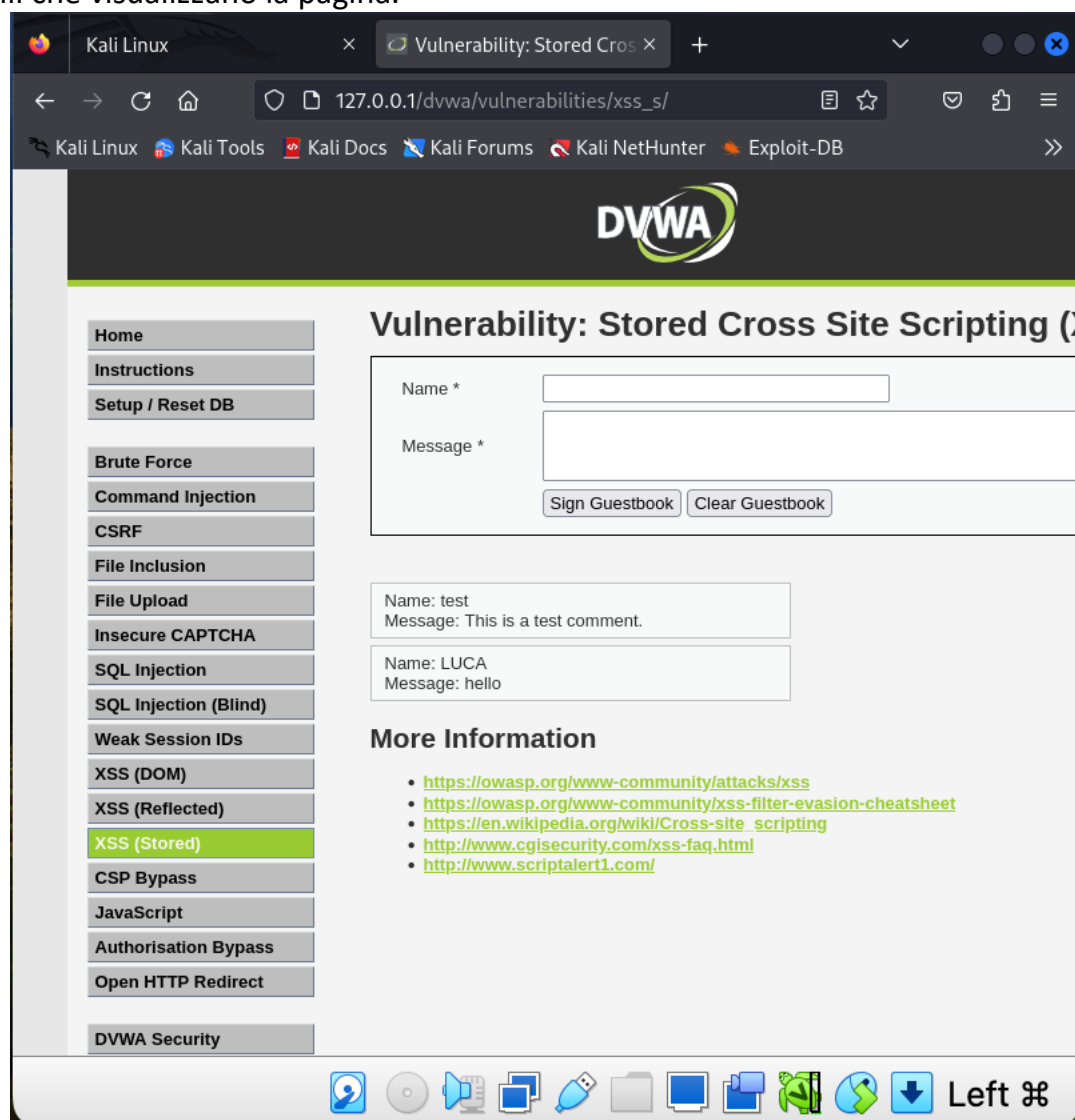 che visualizzano la pagina.
Kali Linux
Vulnerability: Stored Cros
127.0.0.1/dvwa/vulnerabilities/xss_s/
Kali Linux Kali Tools Kali Docs Kali Forums Kali NetHunter Exploit-DB
DVWA
Home
Instructions
Setup / Reset DB
Brute Force
Command Injection
CSRF
File Inclusion
File Upload
Insecure CAPTCHA
SQL Injection
SQL Injection (Blind)
Weak Session IDs
XSS (DOM)
XSS (Reflected)
XSS (Stored)
CSP Bypass
JavaScript
Authorisation Bypass
Open HTTP Redirect
DVWA Security
Vulnerability: Stored Cross Site Scripting (
Name *
Message *
Sign Guestbook Clear Guestbook
Name: test
Message: This is a test comment.
Name: LUCA
Message: hello
More Information
https://owasp.org/www-community/attacks/xss
https://owasp.org/www-community/xss-filter-evasion-cheatsheet
https://en.wikipedia.org/wiki/Cross-site_scripting
http://www.cgisecurity.com/xss-faq.html
http://www.scriptalert1.com/
Left ⌘